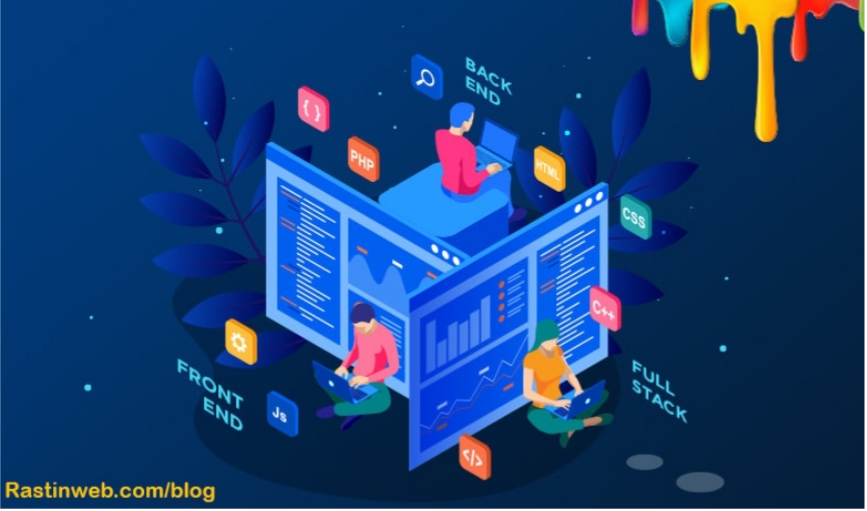 BACK
END
{ }
PHP
HTML
CSS
C++
FRONT
END
Js
FULL
STACK
</>
Rastinweb.com/blog